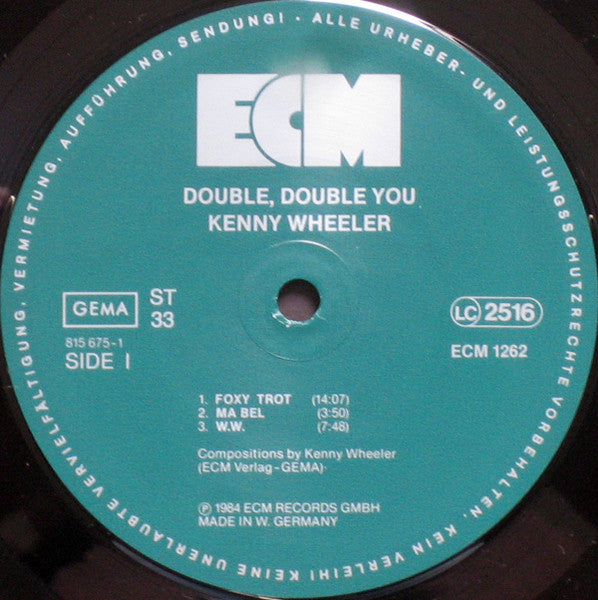 ALLE URHEBER- UND LEISTUNGSSCHUTZRECHTE VORBEHALTEN. KEIN VERLEIH! KEINE UNERLAUBTE VERVIELFÄLTIGUNG, VERMIETUNG, AUFFÜHRUNG, SENDUNG! ·
ECM
DOUBLE, DOUBLE YOU
KENNY WHEELER
GEMA
ST
33
LC 2516
815 675-1
SIDE I
ECM 1262
1. FOXY TROT (14:07)
2. MA BEL (3:50)
3. W.W. (7:48)
Compositions by Kenny Wheeler
(ECM Verlag-GEMA)
Ⓟ 1984 ECM RECORDS GMBH
MADE IN W. GERMANY